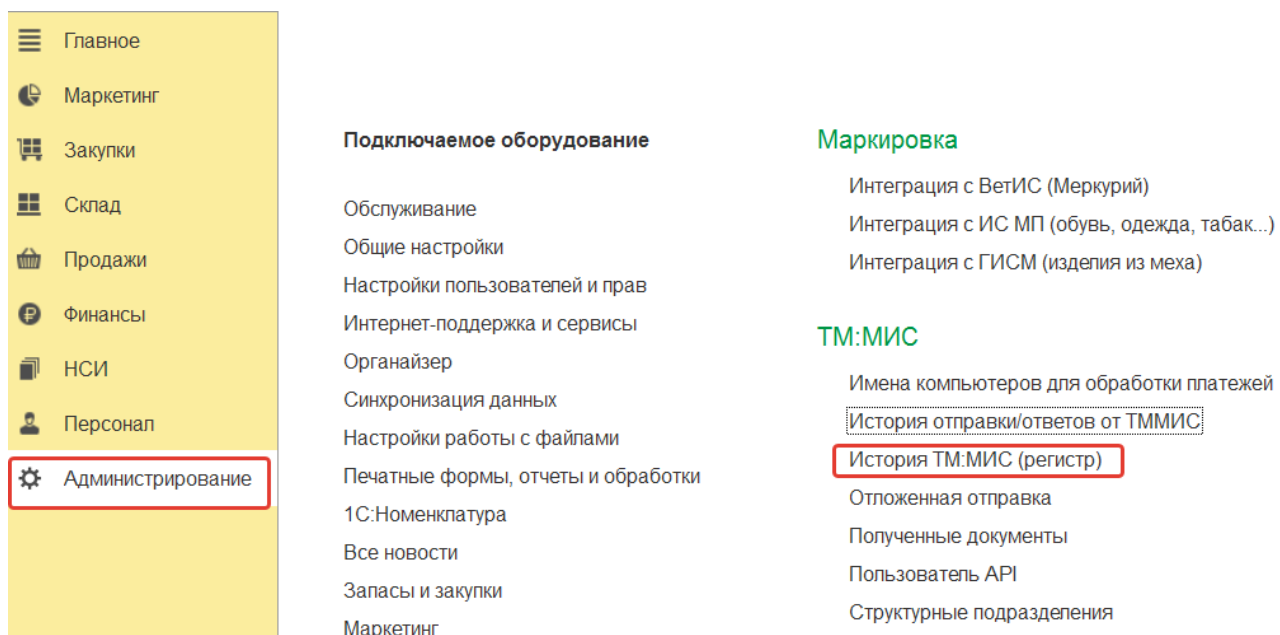 Главное
Маркетинг
Закупки
Склад
Продажи
Финансы
НСИ
Персонал
Администрирование
Подключаемое оборудование
Обслуживание
Общие настройки
Настройки пользователей и прав
Интернет-поддержка и сервисы
Органайзер
Синхронизация данных
Настройки работы с файлами
Печатные формы, отчеты и обработки
1С:Номенклатура
Все новости
Запасы и закупки
Маркетинг
Маркировка
Интеграция с ВетИС (Меркурий)
Интеграция с ИС МП (обувь, одежда, табак...)
Интеграция с ГИСМ (изделия из меха)
ТМ:МИС
Имена компьютеров для обработки платежей
История отправки/ответов от ТММИС
История ТМ:МИС (регистр)
Отложенная отправка
Полученные документы
Пользователь API
Структурные подразделения